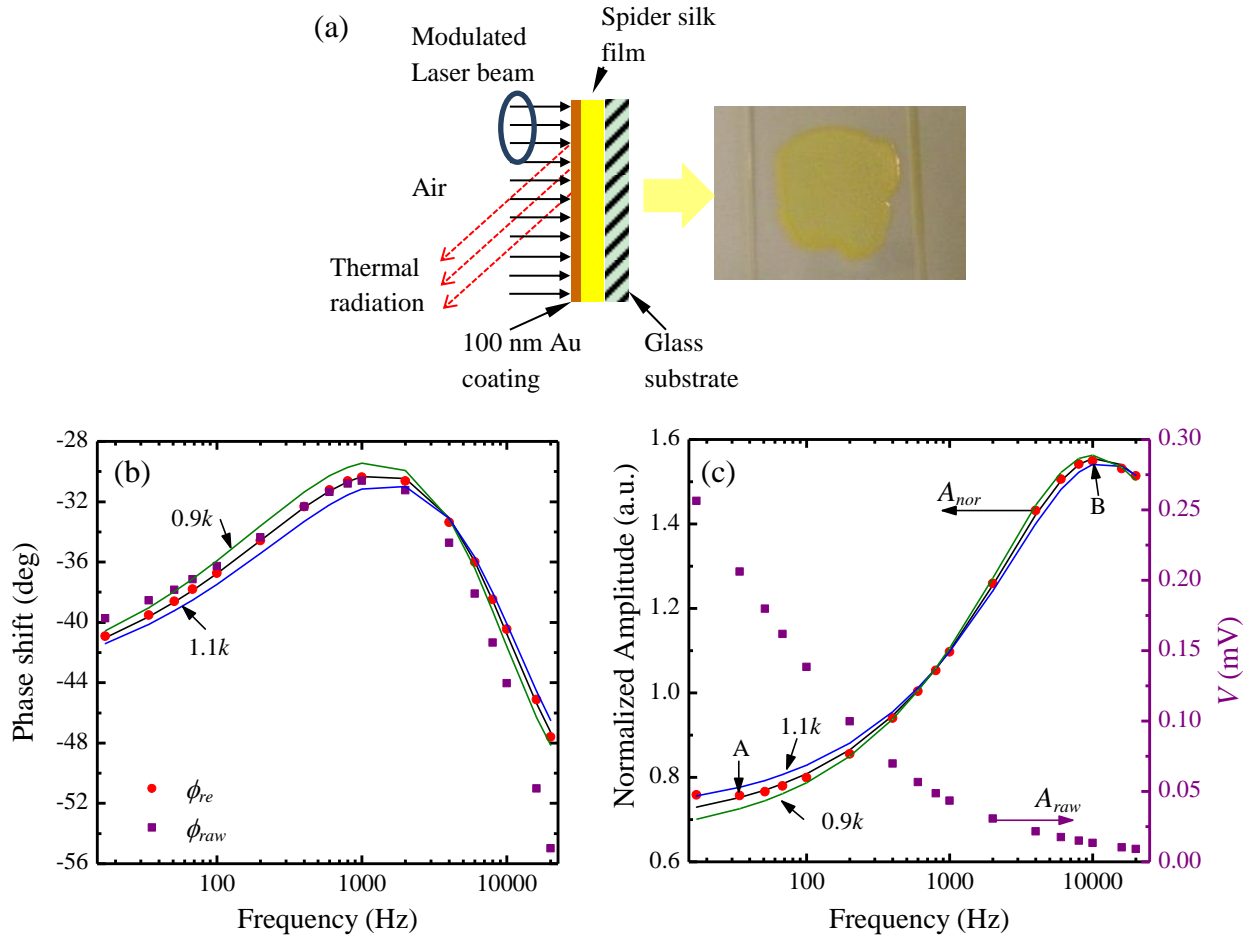 (a)
Spider silk
film
Modulated
Laser beam
Air
Thermal
radiation
100 nm Au
coating
Glass
substrate
(b)
Phase shift (deg)
-28
-32
-36
-40
-44
-48
-52
-56
0.9k
1.1k
ϕre
ϕraw
100
1000
10000
Frequency (Hz)
(c)
Normalized Amplitude (a.u.)
1.6
1.4
1.2
1.0
0.8
0.6
Anor
B
A
1.1k
0.9k
Araw
0.30
0.25
0.20
0.15
0.10
0.05
0.00
V (mV)
100
1000
10000
Frequency (Hz)